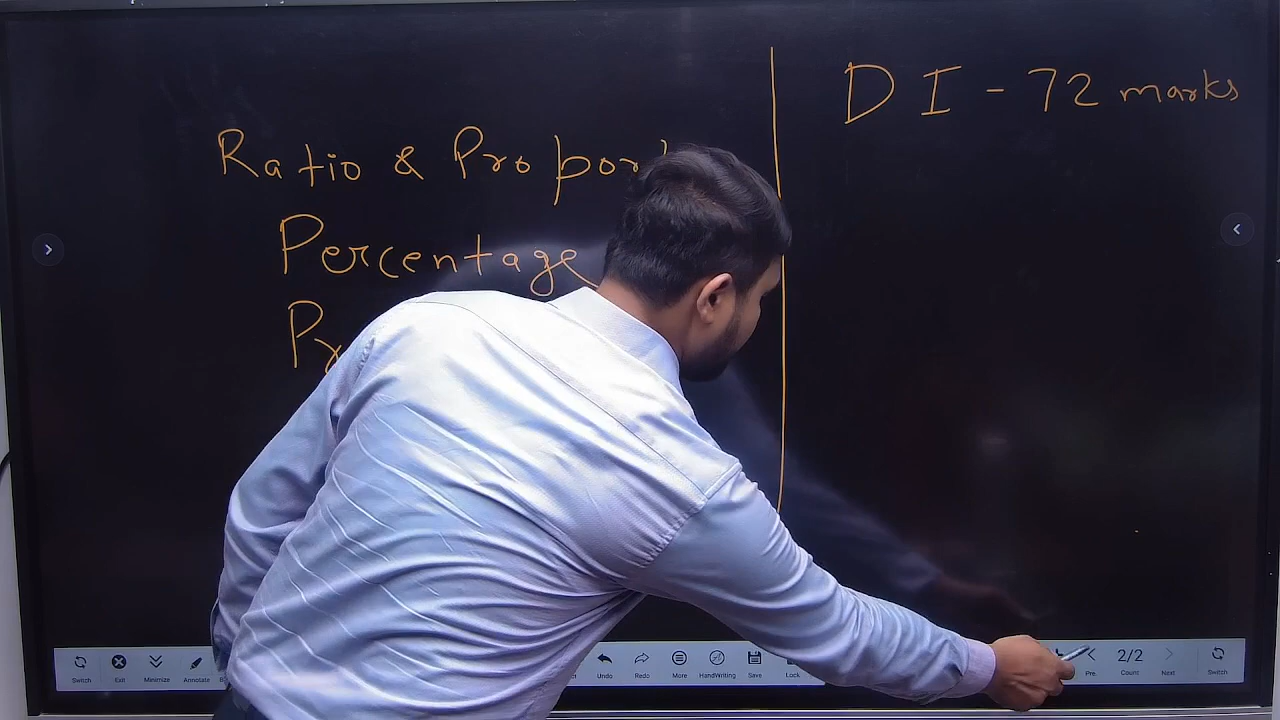 DI - 72 marks
Ratio & Propor
Percentage
Pr
Switch Exit Minimize Annotate Undo Redo More HandWriting Save Lock Pre. 2/2 Count Next Switch